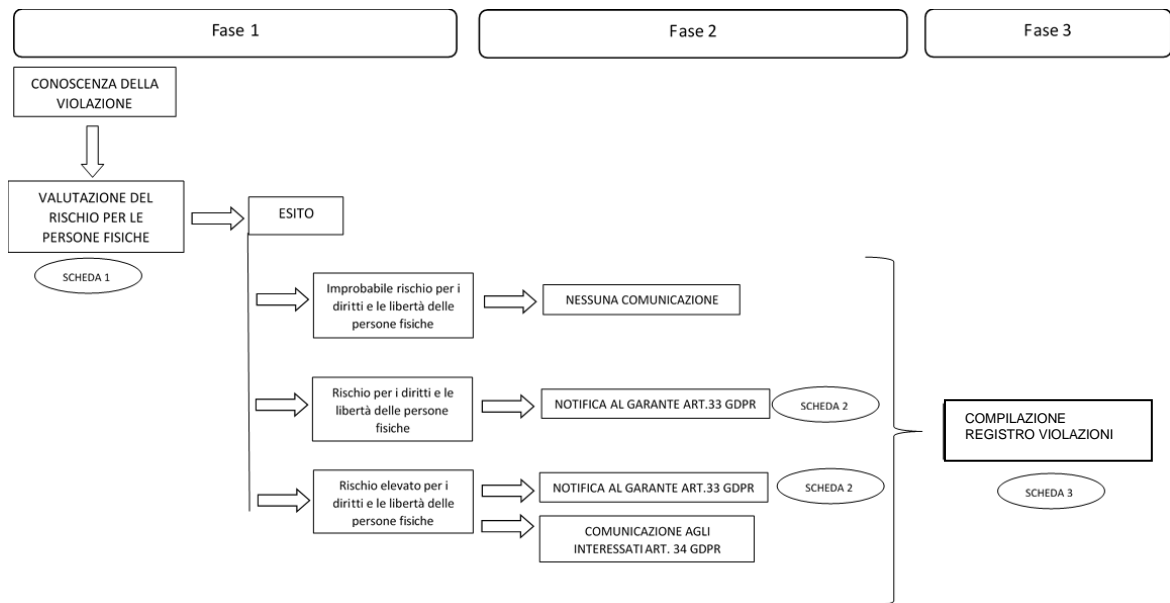 Fase 1
Fase 2
Fase 3
CONOSCENZA DELLA
VIOLAZIONE
VALUTAZIONE DEL
RISCHIO PER LE
PERSONE FISICHE
ESITO
SCHEDA 1
Improbabile rischio per i
diritti e le libertà delle
persone fisiche
NESSUNA COMUNICAZIONE
Rischio per i diritti e le
libertà delle persone
fisiche
NOTIFICA AL GARANTE ART.33 GDPR
SCHEDA 2
COMPILAZIONE
REGISTRO VIOLAZIONI
Rischio elevato per i
diritti e le libertà delle
persone fisiche
NOTIFICA AL GARANTE ART.33 GDPR
SCHEDA 2
SCHEDA 3
COMUNICAZIONE AGLI
INTERESSATI ART. 34 GDPR